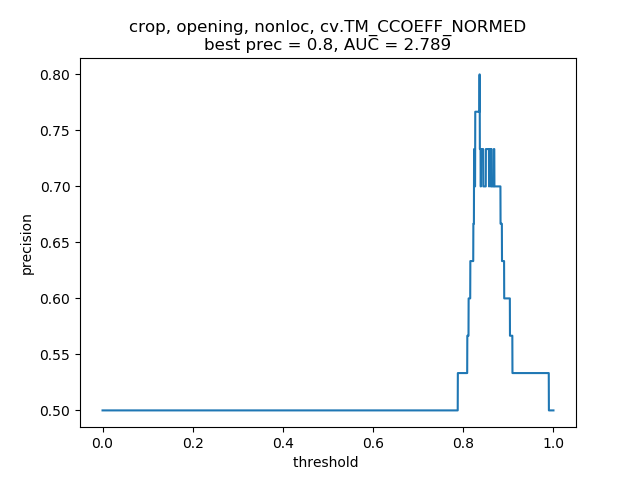 crop, opening, nonloc, cv.TM_CCOEFF_NORMED
best prec = 0.8, AUC = 2.789
0.80
0.75
0.70
0.65
0.60
0.55
0.50
precision
0.0 0.2 0.4 0.6 0.8 1.0
threshold